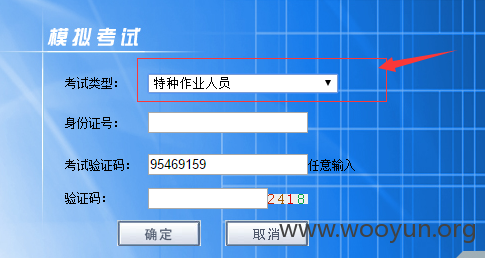 模拟考试
考试类型： 特种作业人员
身份证号：
考试验证码： 95469159 任意输入
验证码： 2418
确定 取消
www.wooyun.org